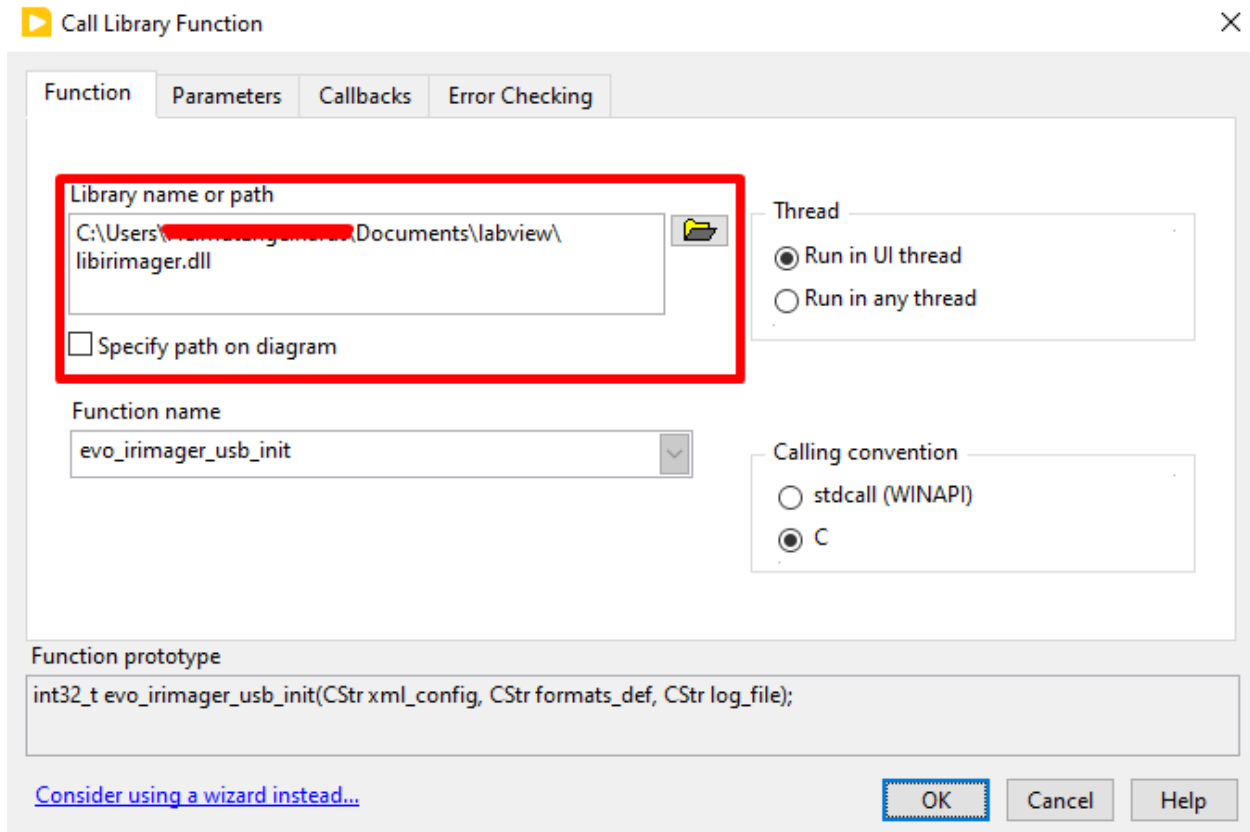 Call Library Function
Function
Parameters
Callbacks
Error Checking
Library name or path
C:\Users\ \Documents\labview\
libirimager.dll
Specify path on diagram
Thread
Run in UI thread
Run in any thread
Function name
evo_irimager_usb_init
Calling convention
stdcall (WINAPI)
C
Function prototype
int32_t evo_irimager_usb_init(CStr xml_config, CStr formats_def, CStr log_file);
Consider using a wizard instead...
OK
Cancel
Help